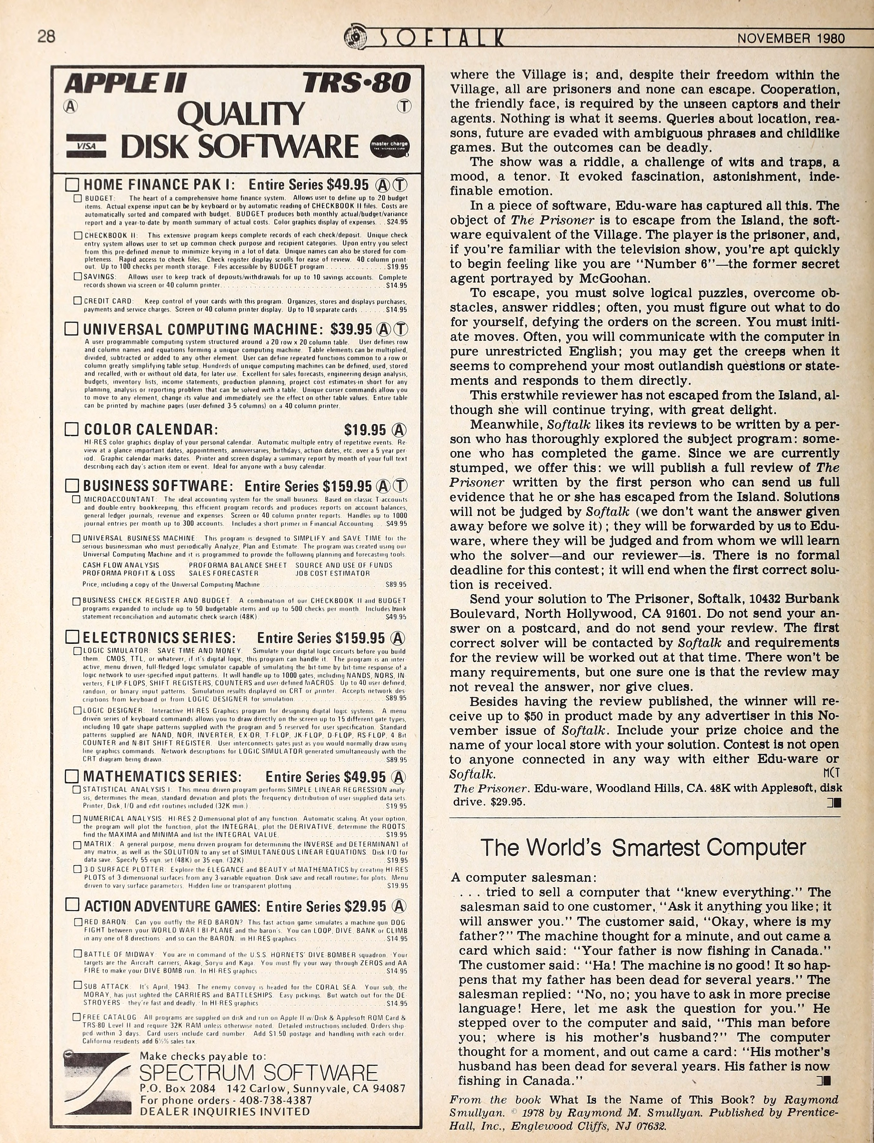 28
SOFTALK
NOVEMBER 1980
APPLE II TRS•80
A T
QUALITY
VISA DISK SOFTWARE master charge
HOME FINANCE PAK I: Entire Series $49.95 A T
BUDGET: The heart of a comprehensive home finance system. Allows user to define up to 20 budget
items. Actual expense input can be by keyboard or by automatic reading of CHECKBOOK II files. Costs are
automatically sorted and compared with budget. BUDGET produces both monthly actual/budget/variance
report and a year-to-date by month summary of actual costs. Color graphics display of expenses. $24.95
CHECKBOOK II: This extensive program keeps complete records of each check/deposit. Unique check
entry system allows user to set up common check purpose and recipient categories. Upon entry you select
from this pre-defined menu to minimize keying in a lot of data. Unique names can also be stored for com-
pleteness. Rapid access to check files. Check register display scrolls for ease of review. 40 column print-
out. Up to 100 checks per month storage. Files accessible by BUDGET program . . . $19.95
SAVINGS: Allows user to keep track of deposits/withdrawals for up to 10 savings accounts. Complete
records shown via screen or 40 column printer. . . . $14.95
CREDIT CARD: Keep control of your cards with this program. Organizes, stores and displays purchases,
payments and service charges. Screen or 40 column printer display. Up to 10 separate cards . . . $14.95
UNIVERSAL COMPUTING MACHINE: $39.95 A T
A user programmable computing system structured around a 20 row x 20 column table. User defines row
and column names and equations forming a unique computing machine. Table elements can be multiplied,
divided, subtracted or added to any other element. User can define repeated functions common to a row or
column greatly simplifying table setup. Hundreds of unique computing machines can be defined, used, stored
and recalled, with or without old data, for later use. Excellent for sales forecasts, engineering design analysis,
budgets, inventory lists, income statements, production planning, project cost estimates-in short for any
planning, analysis or reporting problem that can be solved with a table. Unique curser commands allow you
to move to any element, change its value and immediately see the effect on other table values. Entire table
can be printed by machine pages (user-defined 3-5 columns) on a 40 column printer.
COLOR CALENDAR: $19.95 A
HI-RES color graphics display of your personal calendar. Automatic multiple entry of repetitive events. Re-
view at a glance important dates, appointments, anniversaries, birthdays, action dates, etc. over a 5 year per-
iod. Graphic calendar marks dates. Printer and screen display a summary report by month of your full text
describing each day's action item or event. Ideal for anyone with a busy calendar.
BUSINESS SOFTWARE: Entire Series $159.95 A T
MICROACCOUNTANT: The ideal accounting system for the small business. Based on classic T-accounts
and double-entry bookkeeping, this efficient program records and produces reports on account balances,
general ledger journals, revenue and expenses. Screen or 40 column printer reports. Handles up to 1000
journal entries per month up to 300 accounts. Includes a short primer in Financial Accounting. $49.95
UNIVERSAL BUSINESS MACHINE: This program is designed to SIMPLIFY and SAVE TIME for the
serious businessman who must periodically Analyze, Plan and Estimate. The program was created using our
Universal Computing Machine and it is programmed to provide the following planning and forecasting tools.
CASH FLOW ANALYSIS PROFORMA BALANCE SHEET SOURCE AND USE OF FUNDS
PROFORMA PROFIT & LOSS SALES FORECASTER JOB COST ESTIMATOR
Price, including a copy of the Universal Computing Machine . . . $89.95
BUSINESS CHECK REGISTER AND BUDGET: A combination of our CHECKBOOK II and BUDGET
programs expanded to include up to 50 budgetable items and up to 500 checks per month. Includes bank
statement reconciliation and automatic check search (48K) $49.95
ELECTRONICS SERIES: Entire Series $159.95 A
LOGIC SIMULATOR: SAVE TIME AND MONEY. Simulate your digital logic circuits before you build
them. CMOS, TTL, or whatever, if it's digital logic, this program can handle it. The program is an inter-
active, menu driven, full-fledged logic simulator capable of simulating the bit time by bit time response of a
logic network to user-specified input patterns. It will handle up to 1000 gates, including NANDS, NORS, IN-
verters, FLIP FLOPS, SHIFT REGISTERS, COUNTERS and user-defined MACROS. Up to 40 user-defined,
random, or binary input patterns. Simulation results displayed on CRT or printer. Accepts network des-
criptions from keyboard or from LOGIC DESIGNER for simulation. $89.95
LOGIC DESIGNER: Interactive HI-RES Graphics program for designing digital logic systems. A menu
driven series of keyboard commands allows you to draw directly on the screen up to 15 different gate types,
including 10 gate shape patterns supplied with the program and 5 reserved for user specification. Standard
patterns supplied are NAND, NOR, INVERTER, EX-OR, T-FLOP, JK-FLOP, D-FLOP, RS-FLOP, 4 Bit
COUNTER and N-BIT SHIFT REGISTER. User interconnects gates just as you would normally draw using
line graphics commands. Network descriptions for LOGIC SIMULATOR generated simultaneously with the
CRT diagram being drawn $89.95
MATHEMATICS SERIES: Entire Series $49.95 A
STATISTICAL ANALYSIS I: This menu driven program performs SIMPLE LINEAR REGRESSION analy-
sis, determines the mean, standard deviation and plots the frequency distribution of user-supplied data sets.
Printer, Disk, I/O and edit routines included (32K min.) $19.95
NUMERICAL ANALYSIS: HI-RES 2-Dimensional plot of any function. Automatic scaling. At your option,
the program will plot the function, plot the INTEGRAL, plot the DERIVATIVE, determine the ROOTS,
find the MAXIMA and MINIMA and list the INTEGRAL VALUE. $19.95
MATRIX: A general purpose, menu driven program for determining the INVERSE and DETERMINANT of
any matrix, as well as the SOLUTION to any set of SIMULTANEOUS LINEAR EQUATIONS. Disk I/O for
data save. Specify 55 eqn. set (48K) or 35 eqn. (32K) $19.95
3-D SURFACE PLOTTER: Explore the ELEGANCE and BEAUTY of MATHEMATICS by creating HI-RES
PLOTS of 3-dimensional surfaces from any 3-variable equation. Disk save and recall routines for plots. Menu
driven to vary surface parameters. Hidden line or transparent plotting $19.95
ACTION ADVENTURE GAMES: Entire Series $29.95 A
RED BARON: Can you outfly the RED BARON? This fast action game simulates a machine-gun DOG-
FIGHT between your WORLD WAR I BI-PLANE and the baron's. You can LOOP, DIVE, BANK or CLIMB
in any one of 8 directions - and so can the BARON. in HI-RES graphics $14.95
BATTLE OF MIDWAY: You are in command of the U.S.S. HORNETS' DIVE-BOMBER squadron. Your
targets are the Aircraft carriers, Akagi, Soryu and Kaga. You must fly your way through ZEROS and AA
FIRE to make your DIVE-BOMB run. In HI-RES graphics $14.95
SUB ATTACK: It's April, 1943. The enemy convoy is headed for the CORAL SEA. Your sub, the
MORAY, has just sighted the CARRIERS and BATTLESHIPS. Easy pickings. But watch out for the DE-
STROYERS - they're fast and deadly. In HI-RES graphics $14.95
FREE CATALOG - All programs are supplied on disk and run on Apple II w/Disk & Applesoft ROM Card &
TRS-80 Level II and require 32K RAM unless otherwise noted. Detailed instructions included. Orders ship-
ped within 3 days. Card users include card number. Add $1.50 postage and handling with each order.
California residents add 6½% sales tax
Make checks payable to:
SPECTRUM SOFTWARE
P.O. Box 2084 142 Carlow, Sunnyvale, CA 94087
For phone orders - 408-738-4387
DEALER INQUIRIES INVITED
where the Village is; and, despite their freedom within the
Village, all are prisoners and none can escape. Cooperation,
the friendly face, is required by the unseen captors and their
agents. Nothing is what it seems. Queries about location, rea-
sons, future are evaded with ambiguous phrases and childlike
games. But the outcomes can be deadly.
The show was a riddle, a challenge of wits and traps, a
mood, a tenor. It evoked fascination, astonishment, inde-
finable emotion.
In a piece of software, Edu-ware has captured all this. The
object of The Prisoner is to escape from the Island, the soft-
ware equivalent of the Village. The player is the prisoner, and,
if you're familiar with the television show, you're apt quickly
to begin feeling like you are "Number 6"—the former secret
agent portrayed by McGoohan.
To escape, you must solve logical puzzles, overcome ob-
stacles, answer riddles; often, you must figure out what to do
for yourself, defying the orders on the screen. You must initi-
ate moves. Often, you will communicate with the computer in
pure unrestricted English; you may get the creeps when it
seems to comprehend your most outlandish questions or state-
ments and responds to them directly.
This erstwhile reviewer has not escaped from the Island, al-
though she will continue trying, with great delight.
Meanwhile, Softalk likes its reviews to be written by a per-
son who has thoroughly explored the subject program: some-
one who has completed the game. Since we are currently
stumped, we offer this: we will publish a full review of The
Prisoner written by the first person who can send us full
evidence that he or she has escaped from the Island. Solutions
will not be judged by Softalk (we don't want the answer given
away before we solve it); they will be forwarded by us to Edu-
ware, where they will be judged and from whom we will learn
who the solver—and our reviewer—is. There is no formal
deadline for this contest; it will end when the first correct solu-
tion is received.
Send your solution to The Prisoner, Softalk, 10432 Burbank
Boulevard, North Hollywood, CA 91601. Do not send your an-
swer on a postcard, and do not send your review. The first
correct solver will be contacted by Softalk and requirements
for the review will be worked out at that time. There won't be
many requirements, but one sure one is that the review may
not reveal the answer, nor give clues.
Besides having the review published, the winner will re-
ceive up to $50 in product made by any advertiser in this No-
vember issue of Softalk. Include your prize choice and the
name of your local store with your solution. Contest is not open
to anyone connected in any way with either Edu-ware or
Softalk. MCT
The Prisoner. Edu-ware, Woodland Hills, CA. 48K with Applesoft, disk
drive. $29.95.
The World's Smartest Computer
A computer salesman:
. . . tried to sell a computer that "knew everything." The
salesman said to one customer, "Ask it anything you like; it
will answer you." The customer said, "Okay, where is my
father?" The machine thought for a minute, and out came a
card which said: "Your father is now fishing in Canada."
The customer said: "Ha! The machine is no good! It so hap-
pens that my father has been dead for several years." The
salesman replied: "No, no; you have to ask in more precise
language! Here, let me ask the question for you." He
stepped over to the computer and said, "This man before
you; where is his mother's husband?" The computer
thought for a moment, and out came a card: "His mother's
husband has been dead for several years. His father is now
fishing in Canada."
From the book What Is the Name of This Book? by Raymond
Smullyan. © 1978 by Raymond M. Smullyan. Published by Prentice-
Hall, Inc., Englewood Cliffs, NJ 07632.